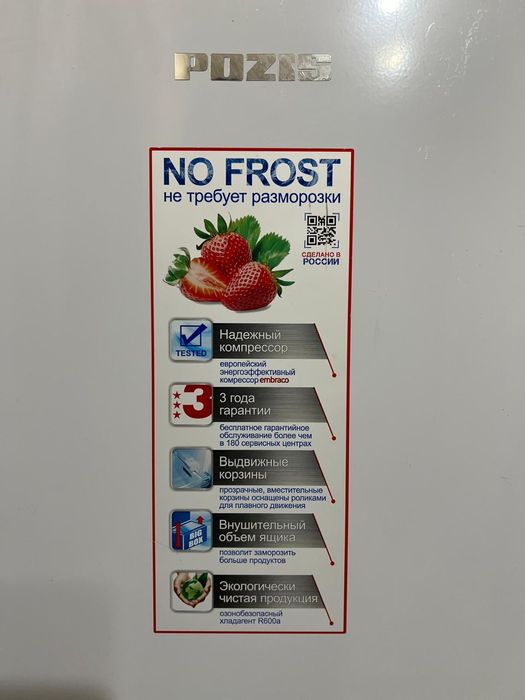 POZIS
NO FROST
не требует разморозки
СДЕЛАНО В
РОССИИ
TESTED
Надежный
компрессор
европейский
энергоэффективный
комрессор embraco
3
3 года
гарантии
бесплатное гарантийное
обслуживание более чем
в 180 сервисных центрах
Выдвижные
корзины
прозрачные, вместительные
корзины оснащены роликами
для плавного движения
BIG
BOX
Внушительный
объем ящика
позволит заморозить
больше продуктов
Экологически
чистая продукция
озонобезопасный
хладагент R600a